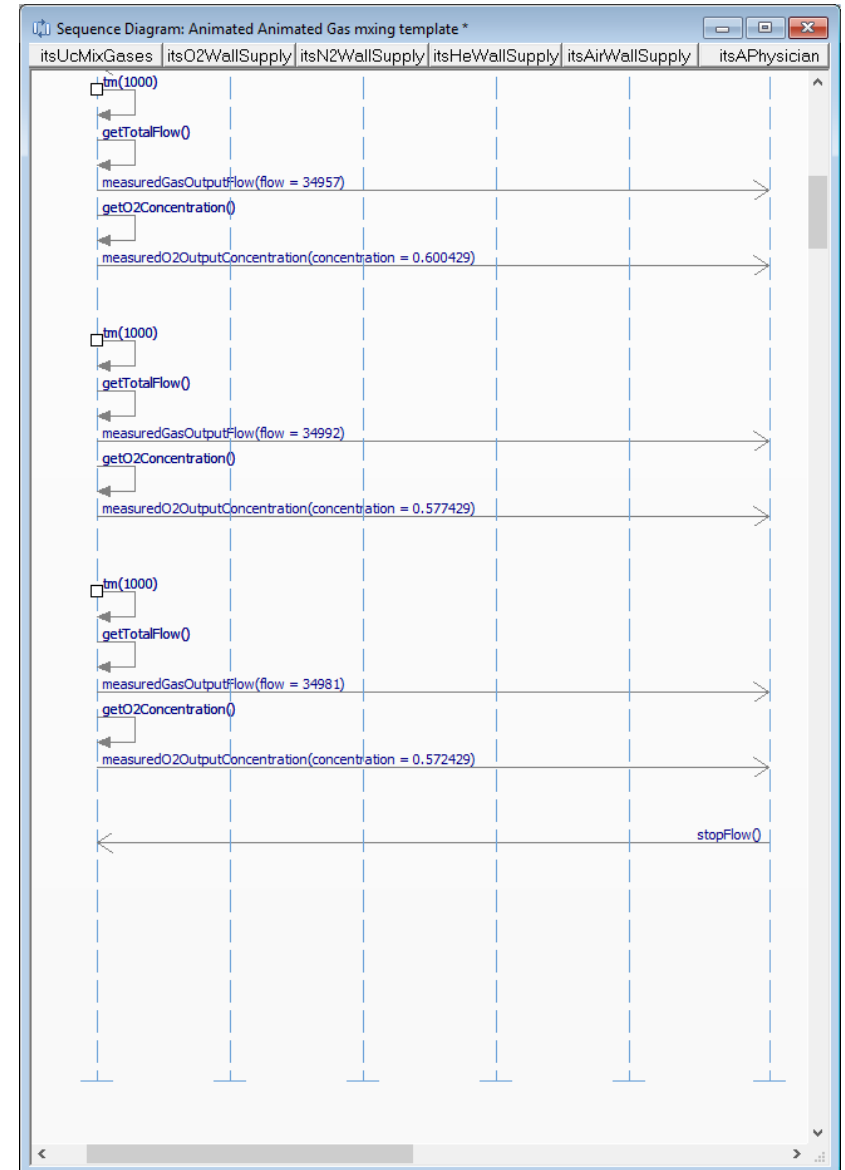 Sequence Diagram: Animated Animated Gas mxing template *
itsUcMixGases itsO2WallSupply itsN2WallSupply itsHeWallSupply itsAirWallSupply itsAPhysician
tm(1000)
getTotalFlow()
measuredGasOutputFlow(flow = 34957)
getO2Concentration()
measuredO2OutputConcentration(concentration = 0.600429)
tm(1000)
getTotalFlow()
measuredGasOutputFlow(flow = 34992)
getO2Concentration()
measuredO2OutputConcentration(concentration = 0.577429)
tm(1000)
getTotalFlow()
measuredGasOutputFlow(flow = 34981)
getO2Concentration()
measuredO2OutputConcentration(concentration = 0.572429)
stopFlow()